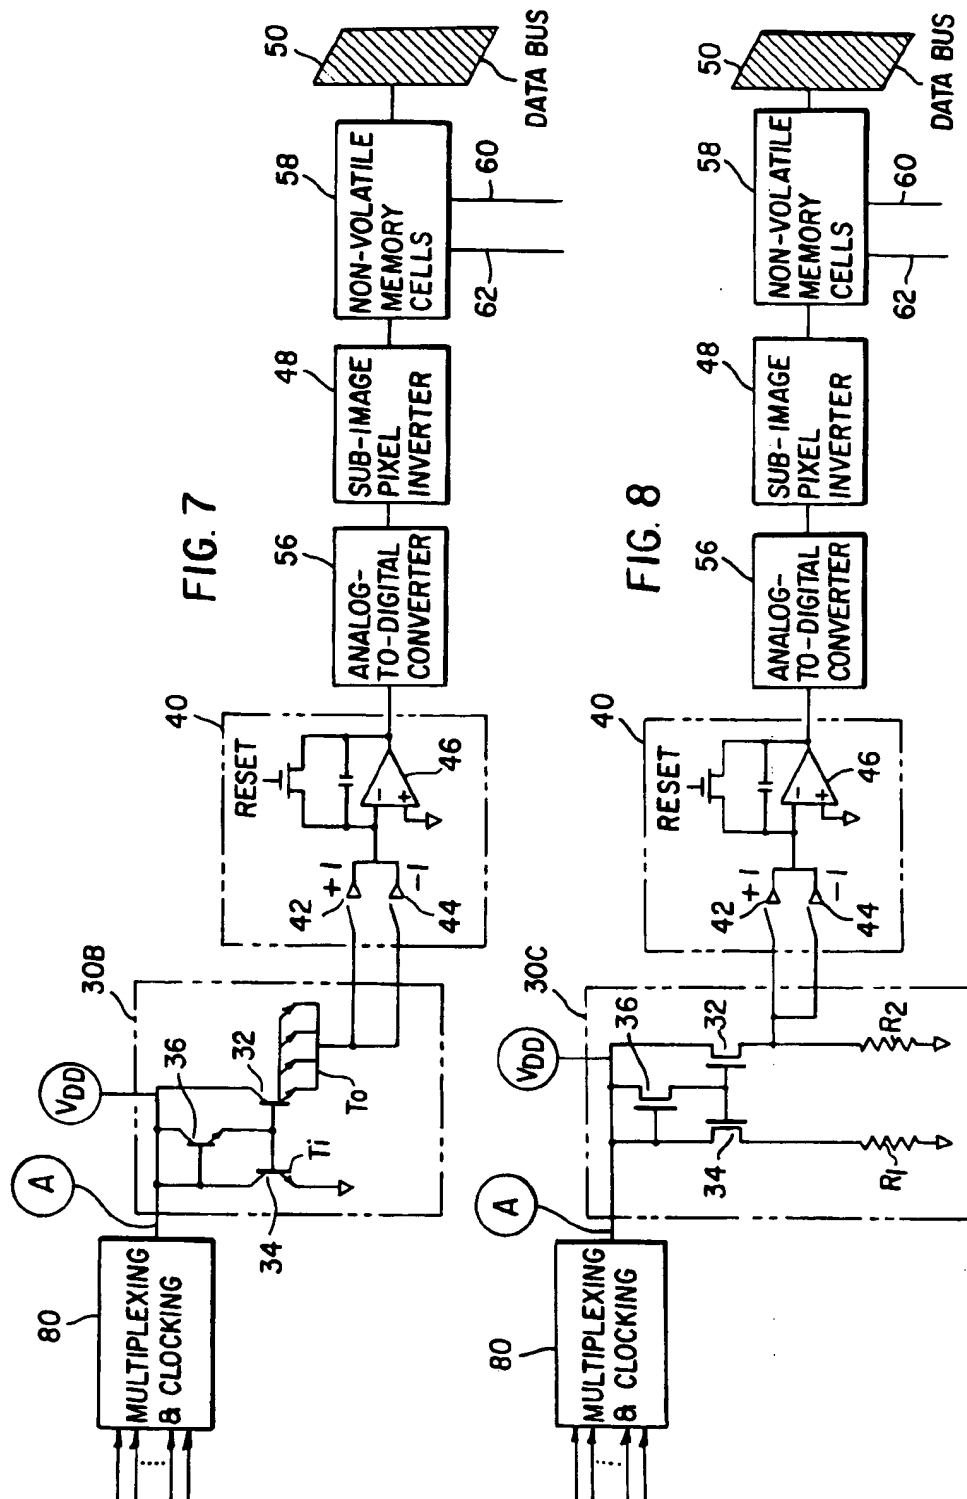 FIG. 7
80
MULTIPLEXING
& CLOCKING
A
VDD
30B
36
32
34
Ti
To
40
RESET
42
+1
44
-1
-
+
46
56
ANALOG-
TO-DIGITAL
CONVERTER
48
SUB-IMAGE
PIXEL
INVERTER
58
NON-VOLATILE
MEMORY
CELLS
62
60
50
DATA BUS
FIG. 8
80
MULTIPLEXING
& CLOCKING
A
VDD
30C
36
32
34
R1
R2
40
RESET
42
+1
44
-1
-
+
46
56
ANALOG-
TO-DIGITAL
CONVERTER
48
SUB-IMAGE
PIXEL
INVERTER
58
NON-VOLATILE
MEMORY
CELLS
62
60
50
DATA BUS